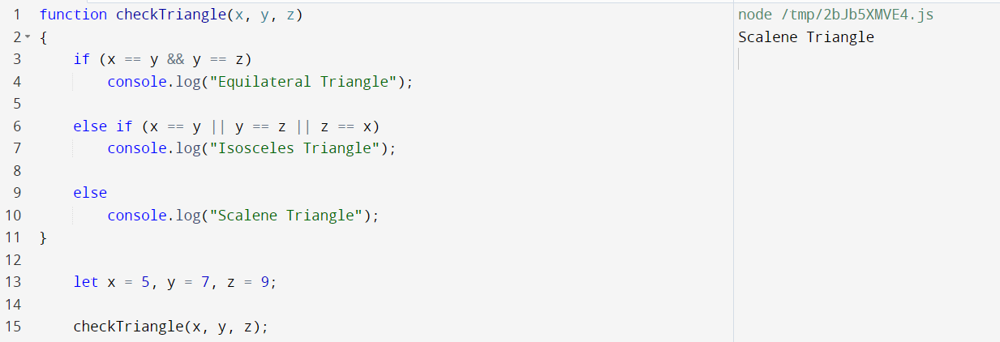 1 function checkTriangle(x, y, z)
2 {
3 if (x == y && y == z)
4 console.log("Equilateral Triangle");
5
6 else if (x == y || y == z || z == x)
7 console.log("Isosceles Triangle");
8
9 else
10 console.log("Scalene Triangle");
11 }
12
13 let x = 5, y = 7, z = 9;
14
15 checkTriangle(x, y, z);
node /tmp/2bJb5XMVE4.js
Scalene Triangle